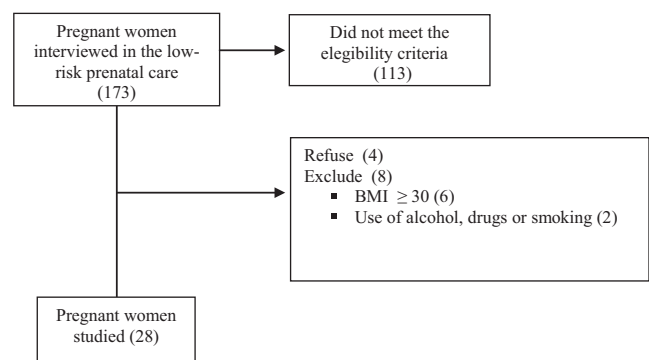 Pregnant women
interviewed in the low-
risk prenatal care
(173)
Did not meet the
elegibility criteria
(113)
Refuse (4)
Exclude (8)
▪ BMI ≥ 30 (6)
▪ Use of alcohol, drugs or smoking (2)
Pregnant women
studied (28)